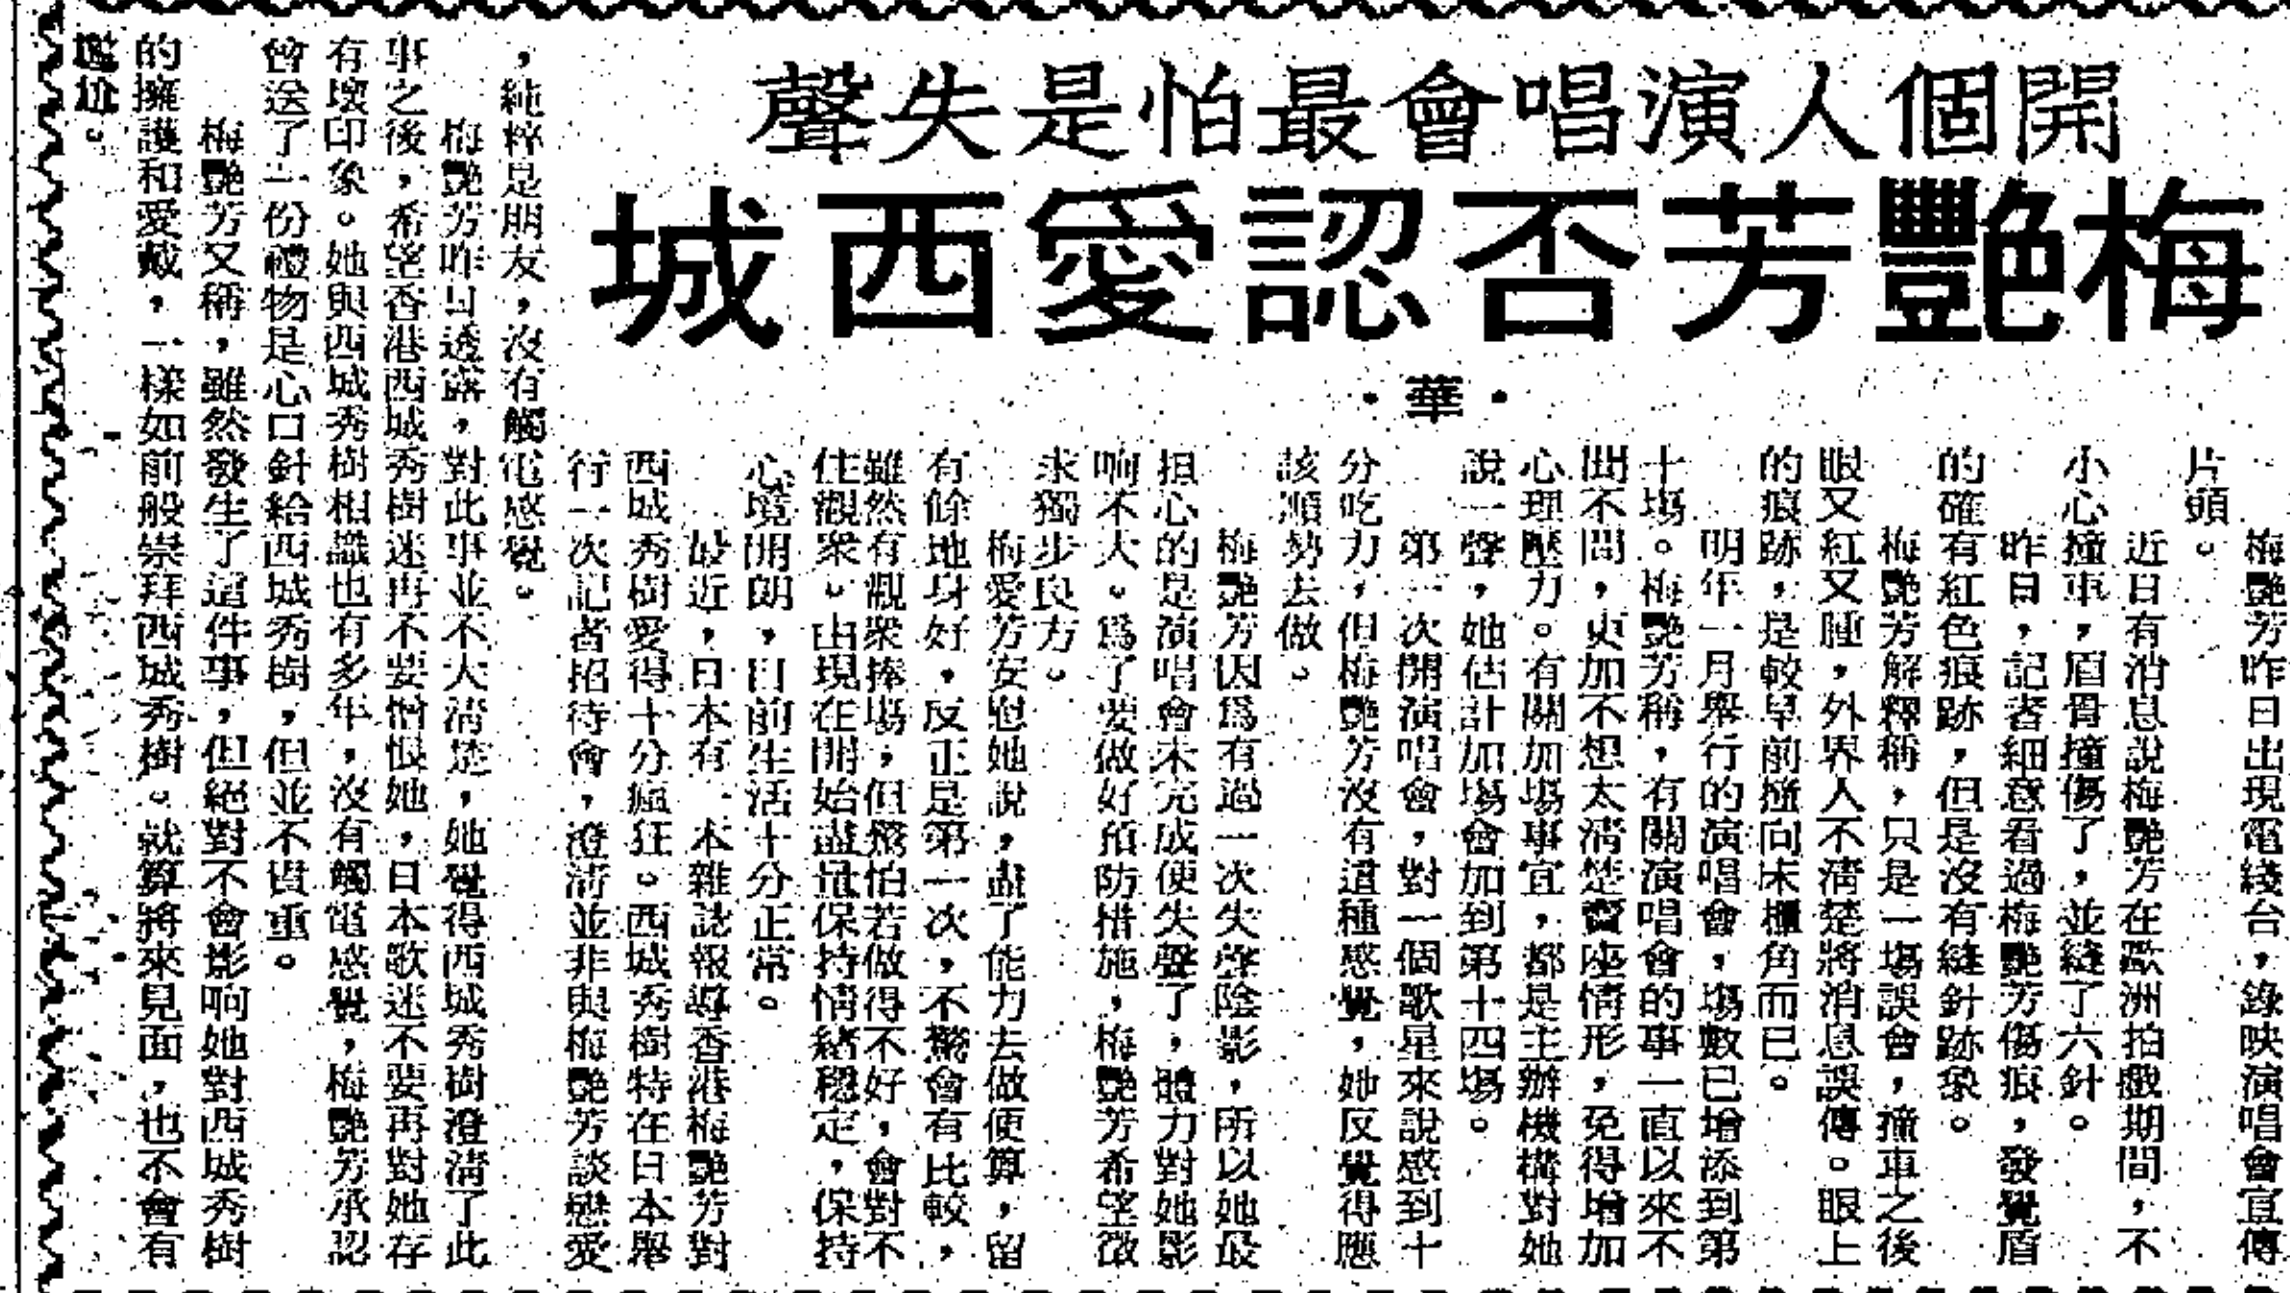 開個人演唱會最怕是失聲
梅艷芳否認愛西城
·華·
梅艷芳昨日出現電綫台，錄映演唱會宣傳
片頭。
近日有消息說梅艷芳在歐洲拍戲期間，不
小心撞車，眉骨撞傷了，並縫了六針。
昨日，記者細意看過梅艷芳傷痕，發覺眉
的確有紅色痕跡，但是沒有縫針跡象。
梅艷芳解釋稱，只是一場誤會，撞車之後
眼又紅又腫，外界人不清楚將消息誤傳。眼上
的痕跡，是較早前撞向床櫃角而已。
明年一月舉行的演唱會，場數已增添到第
十場。梅艷芳稱，有關演唱會的事一直以來不
聞不問，更加不想太清楚賣座情形，免得增加
心理壓力。有關加場事宜，都是主辦機構對她
說一聲，她估計加場會加到第十四場。
第一次開演唱會，對一個歌星來說感到十
分吃力，但梅艷芳沒有這種感覺，她反覺得應
該順勢去做。
梅艷芳因爲有過一次失聲陰影，所以她最
担心的是演唱會未完成便失聲了，體力對她影
响不大。爲了要做好預防措施，梅艷芳希望徵
求獨步良方。
梅愛芳安慰她說，盡了能力去做便算，留
有餘地身好，反正是第一次，不驚會有比較，
雖然有觀衆捧場，但驚怕若做得不好，會對不
住觀衆。由現在開始盡量保持情緒穩定，保持
心境開朗，目前生活十分正常。
最近，日本有一本雜誌報導香港梅艷芳對
西城秀樹愛得十分瘋狂。西城秀樹特在日本舉
行一次記者招待會，澄清並非與梅艷芳談戀愛
，純粹是朋友，沒有觸電感覺。
梅艷芳昨日透露，對此事並不大清楚，她覺得西城秀樹澄清了此
事之後，希望香港西城秀樹迷再不要憎恨她，日本歌迷不要再對她存
有壞印象。她與西城秀樹相識也有多年，沒有觸電感覺，梅艷芳承認
曾送了一份禮物是心口針給西城秀樹，但並不貴重。
梅艷芳又稱，雖然發生了這件事，但絕對不會影响她對西城秀樹
的擁護和愛戴，一樣如前般崇拜西城秀樹。就算將來見面，也不會有
尷尬。